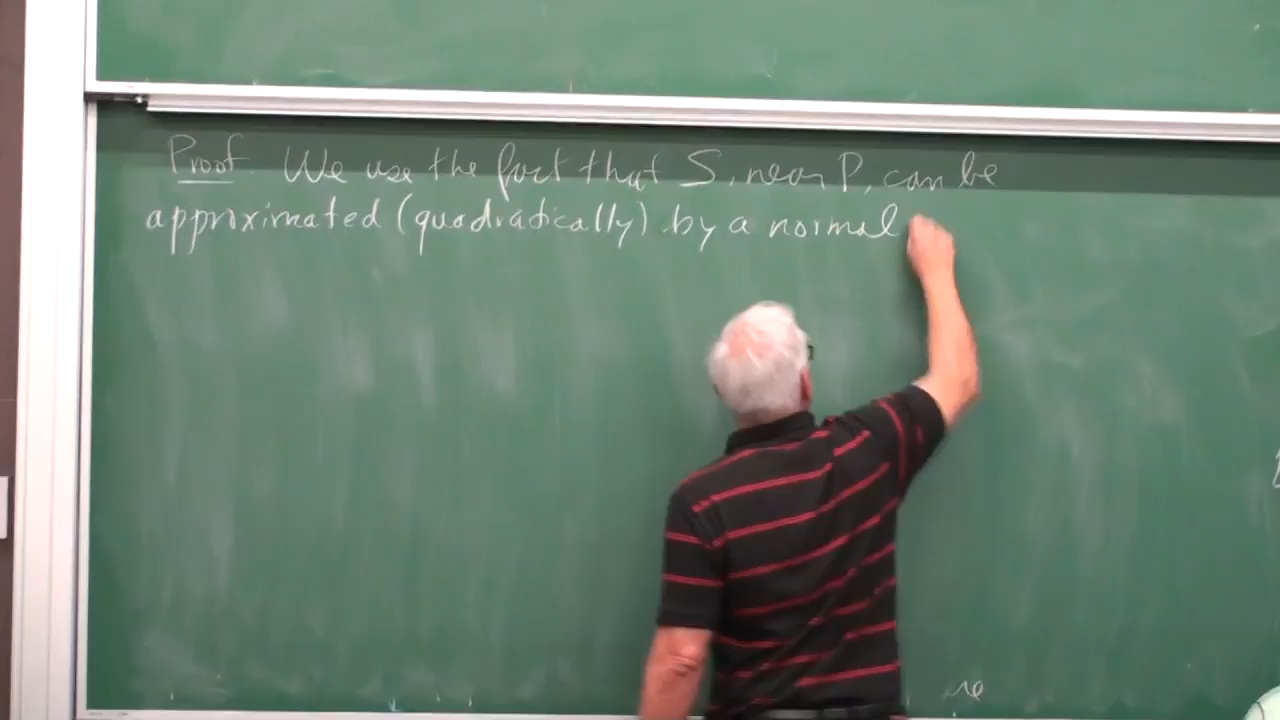 Proof. We use the fact that S, near P, can be
approximated (quadratically) by a normal